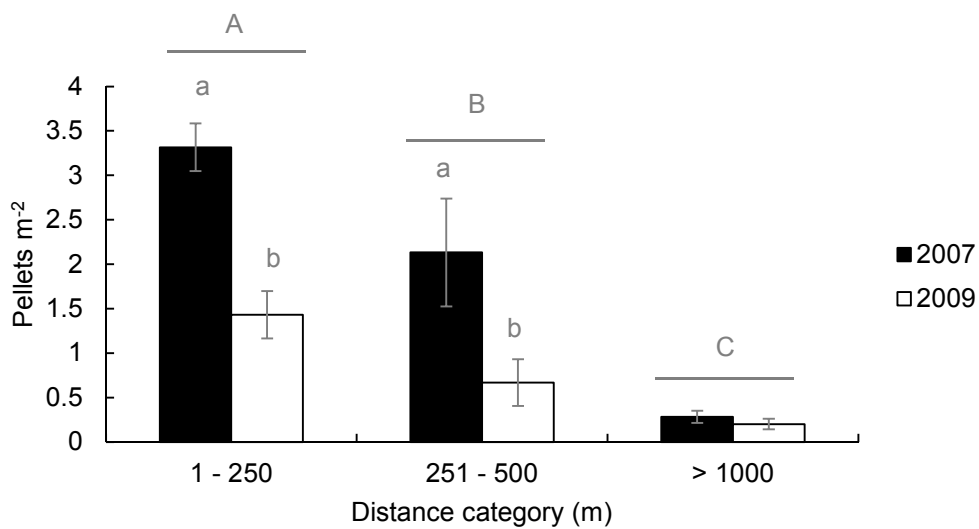 A
4
a
B
3.5
a
3
2.5
2
b
1.5
b
C
1
0.5
0
Pellets m⁻²
2007
2009
1 - 250
251 - 500
> 1000
Distance category (m)